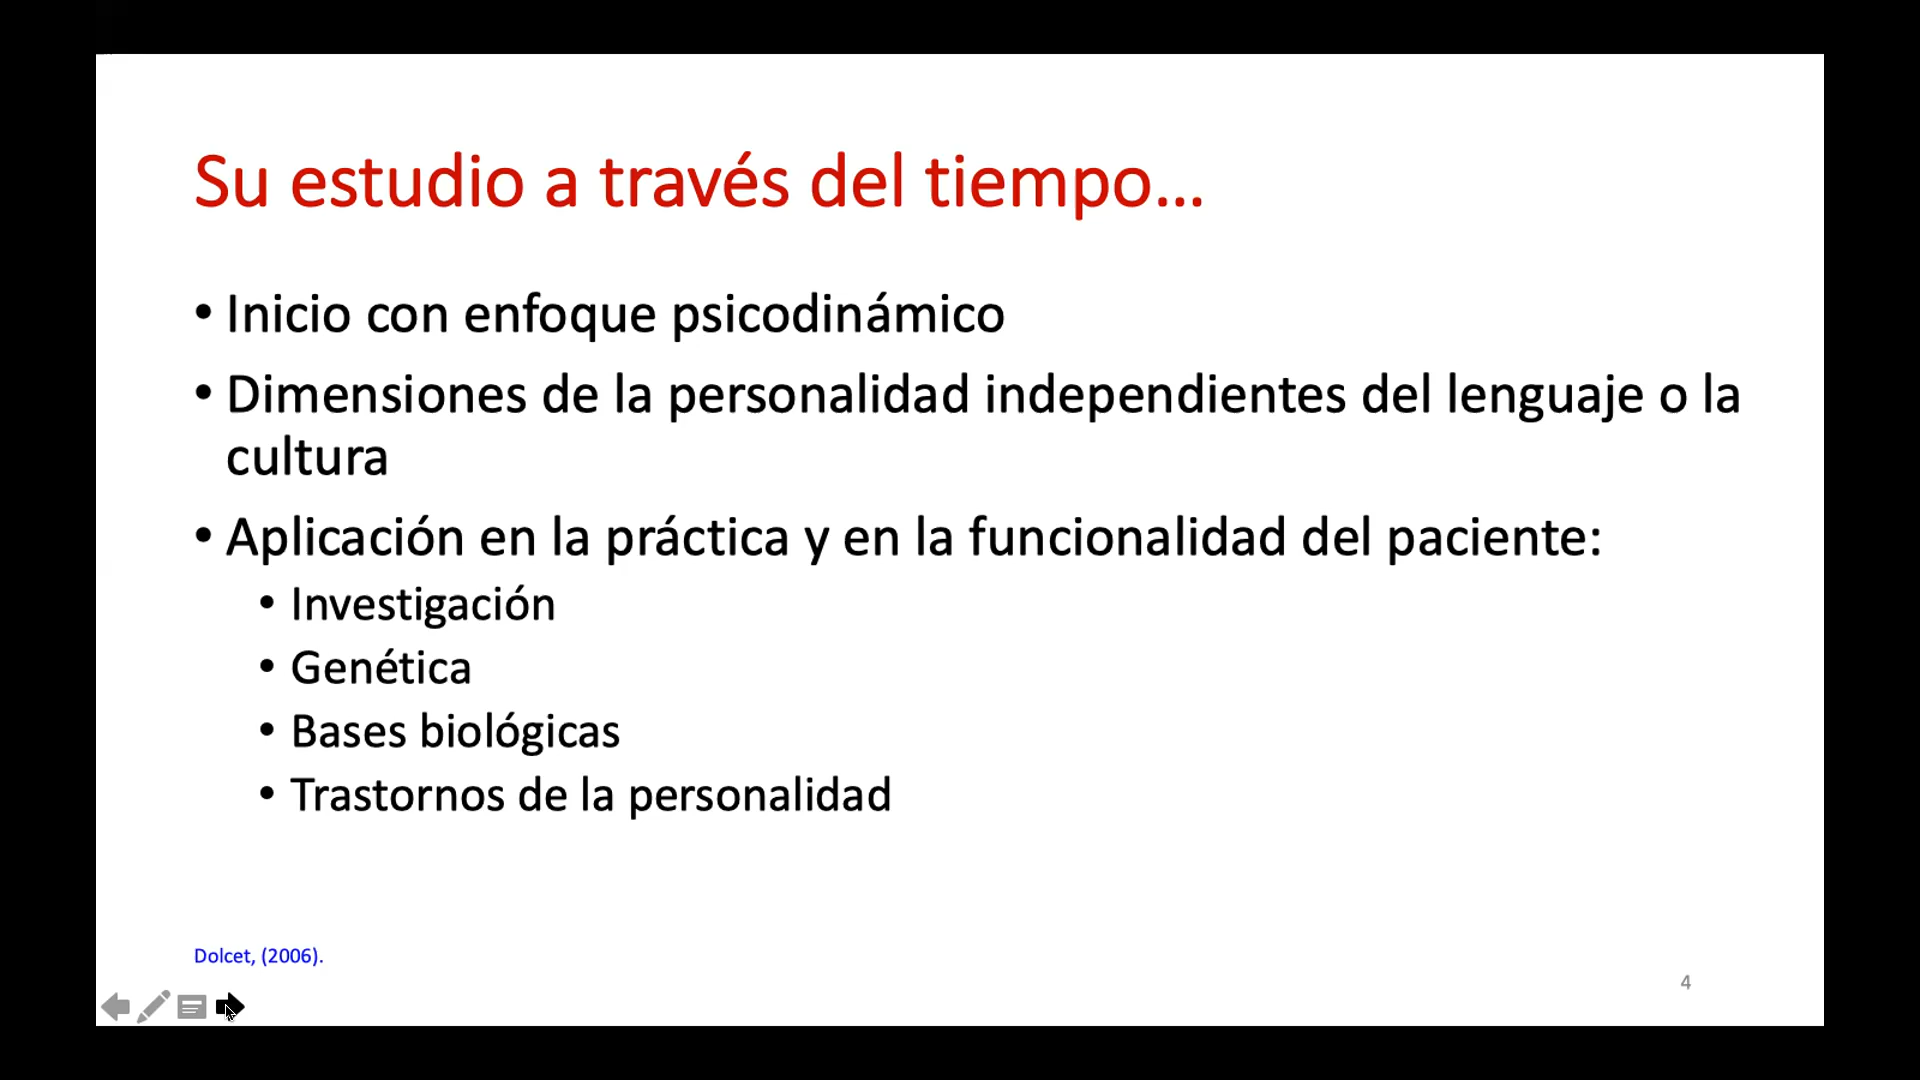 Su estudio a través del tiempo...
• Inicio con enfoque psicodinámico
• Dimensiones de la personalidad independientes del lenguaje o la
cultura
• Aplicación en la práctica y en la funcionalidad del paciente:
• Investigación
• Genética
• Bases biológicas
• Trastornos de la personalidad
Dolcet, (2006).
4